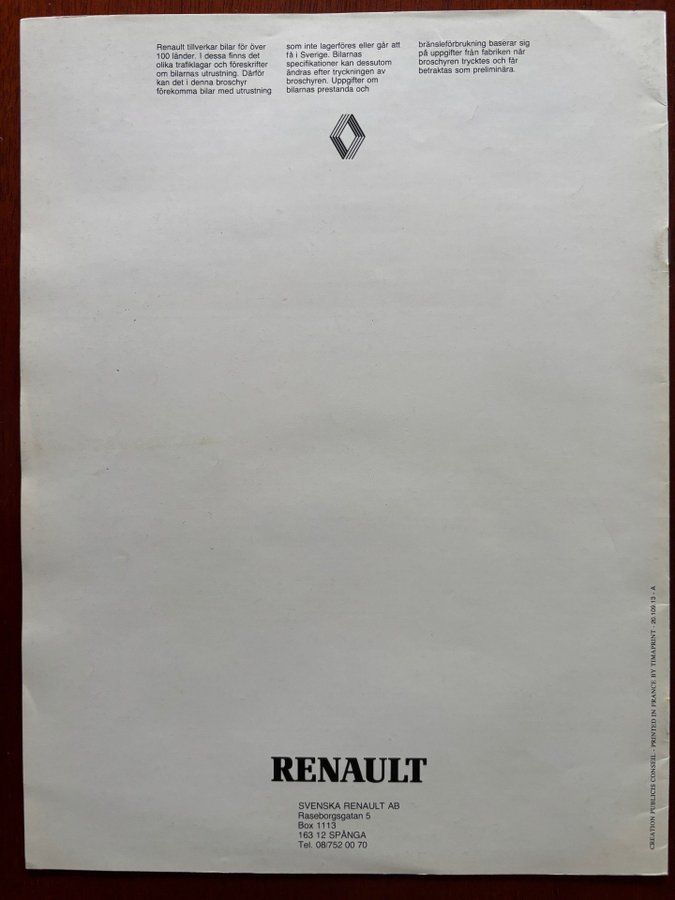 Renault tillverkar bilar för över
100 länder. I dessa finns det
olika trafiklagar och föreskrifter
om bilarnas utrustning. Därför
kan det i denna broschyr
förekomma bilar med utrustning
som inte lagerföres eller går att
få i Sverige. Bilarnas
specifikationer kan dessutom
ändras efter tryckningen av
broschyren. Uppgifter om
bilarnas prestanda och
bränsleförbrukning baserar sig
på uppgifter från fabriken när
broschyren trycktes och får
betraktas som preliminära.
RENAULT
SVENSKA RENAULT AB
Raseborgsgatan 5
Box 1113
163 12 SPÅNGA
Tel. 08/752 00 70
CREATION PUBLICIS CONSEIL - PRINTED IN FRANCE BY TIMAPRINT - 20 109 13 - A